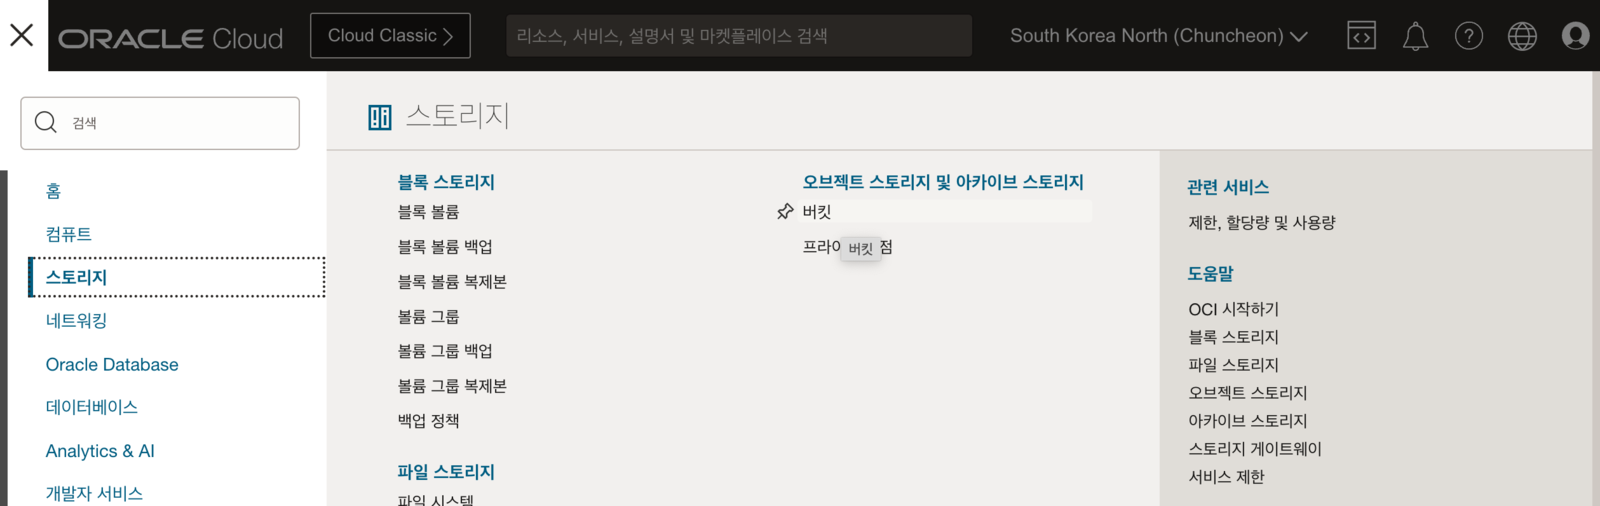 ORACLE Cloud
Cloud Classic
리소스, 서비스, 설명서 및 마켓플레이스 검색
South Korea North (Chuncheon)
검색
홈
컴퓨트
스토리지
네트워킹
Oracle Database
데이터베이스
Analytics & AI
개발자 서비스
스토리지
블록 스토리지
블록 볼륨
블록 볼륨 백업
블록 볼륨 복제본
볼륨 그룹
볼륨 그룹 백업
볼륨 그룹 복제본
백업 정책
파일 스토리지
파일 시스템
오브젝트 스토리지 및 아카이브 스토리지
버킷
버킷
관련 서비스
제한, 할당량 및 사용량
도움말
OCI 시작하기
블록 스토리지
파일 스토리지
오브젝트 스토리지
아카이브 스토리지
스토리지 게이트웨이
서비스 제한